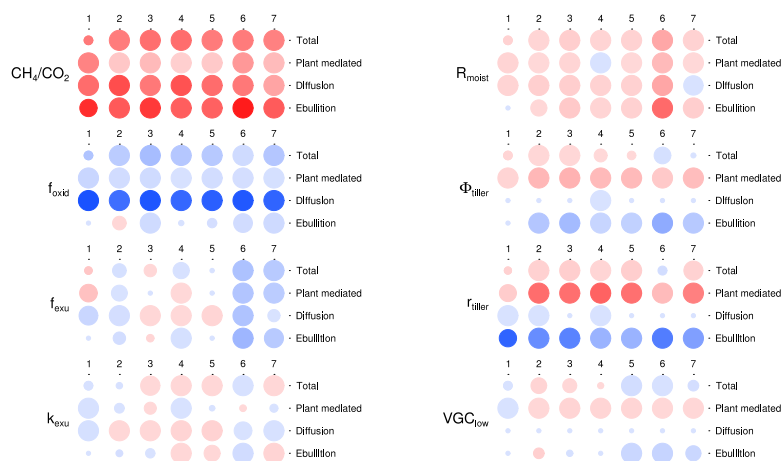 1 2 3 4 5 6 7
Total
CH4/CO2
Plant mediated
Diffusion
Ebullition
1 2 3 4 5 6 7
Total
Rmoist
Plant mediated
Diffusion
Ebullition
1 2 3 4 5 6 7
Total
foxid
Plant mediated
Diffusion
Ebullition
1 2 3 4 5 6 7
Total
Φtiller
Plant mediated
Diffusion
Ebullition
1 2 3 4 5 6 7
Total
fexu
Plant mediated
Diffusion
Ebullition
1 2 3 4 5 6 7
Total
rtiller
Plant mediated
Diffusion
Ebullition
1 2 3 4 5 6 7
Total
kexu
Plant mediated
Diffusion
Ebullition
1 2 3 4 5 6 7
Total
VGClow
Plant mediated
Diffusion
Ebullition